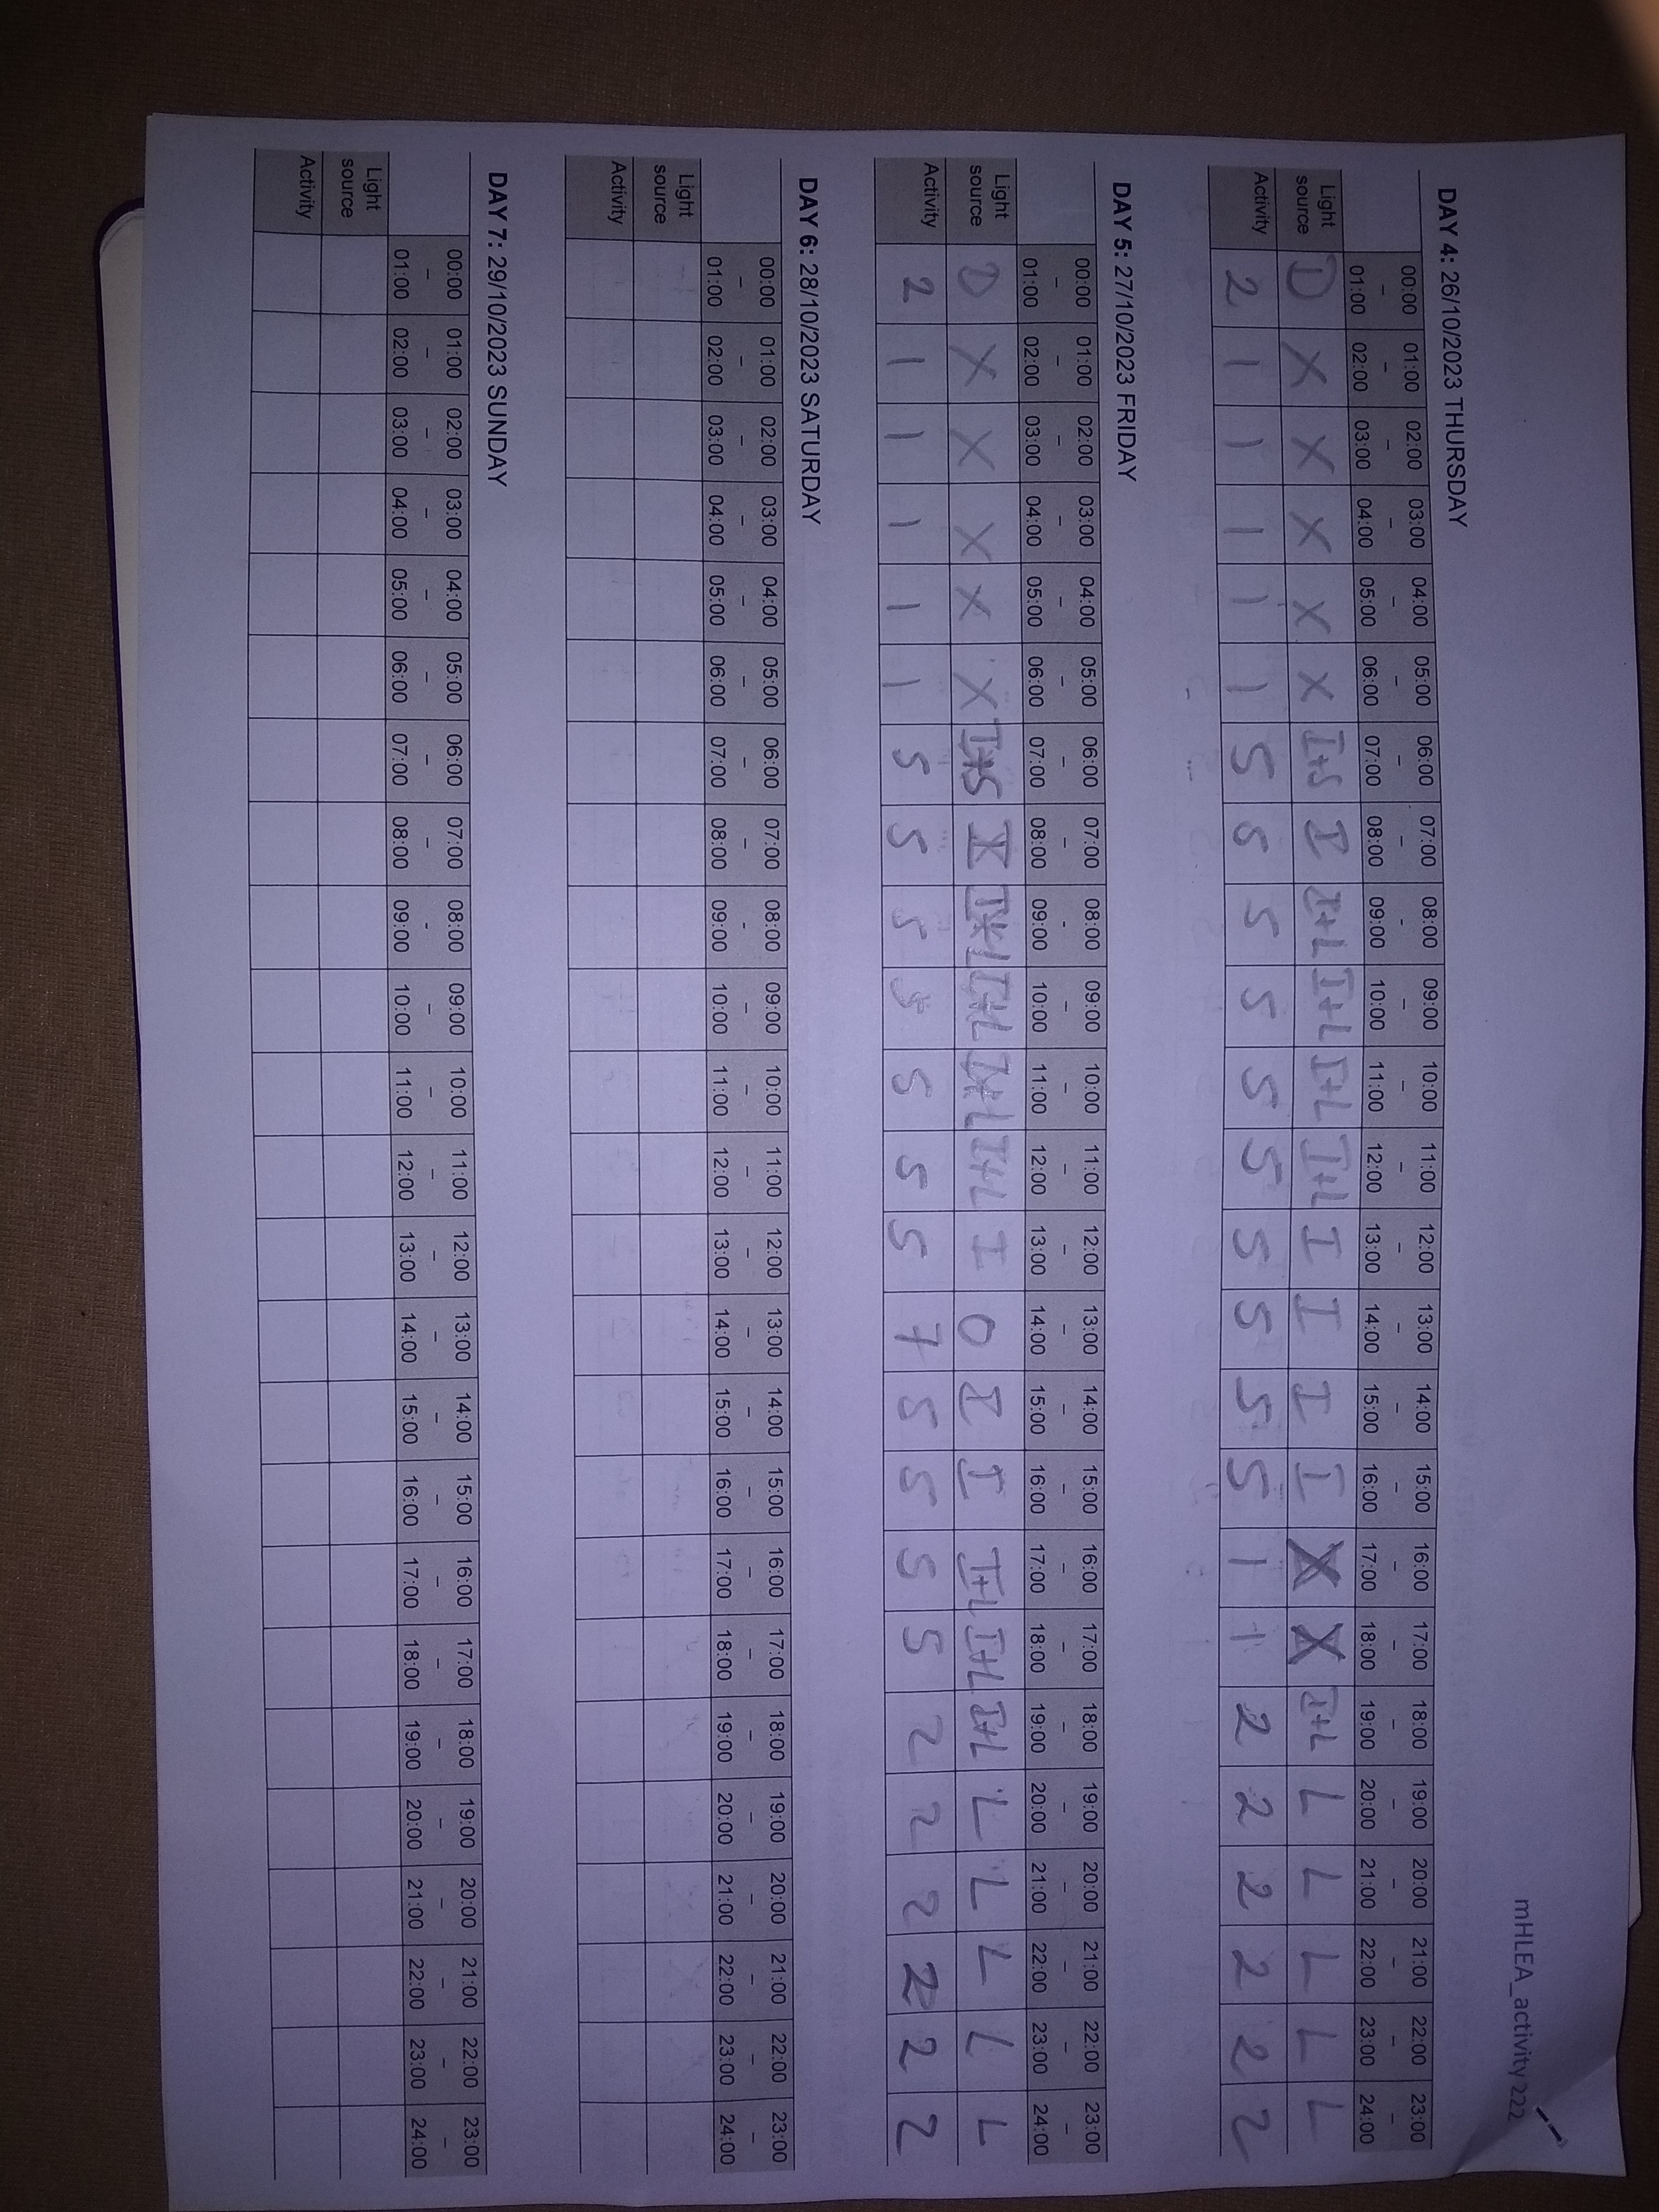 mHLEA_activity 222
DAY 4: 26/10/2023 THURSDAY
00:00 – 01:00 01:00 – 02:00 02:00 – 03:00 03:00 – 04:00 04:00 – 05:00 05:00 – 06:00 06:00 – 07:00 07:00 – 08:00 08:00 - 09:00 09:00 – 10:00 10:00 – 11:00 11:00 – 12:00 12:00 – 13:00 13:00 – 14:00 14:00 – 15:00 15:00 – 16:00 16:00 – 17:00 17:00 – 18:00 18:00 – 19:00 19:00 – 20:00 20:00 – 21:00 21:00 – 22:00 22:00 – 23:00 23:00 – 24:00
Light source D X X X X X I+S I I+L I+L I+L I+L I I I I X X I+L L L L L L
Activity 2 1 1 1 1 1 5 5 5 5 5 5 5 5 5 5 1 1 2 2 2 2 2 2
DAY 5: 27/10/2023 FRIDAY
00:00 – 01:00 01:00 – 02:00 02:00 – 03:00 03:00 – 04:00 04:00 – 05:00 05:00 – 06:00 06:00 – 07:00 07:00 – 08:00 08:00 - 09:00 09:00 – 10:00 10:00 – 11:00 11:00 – 12:00 12:00 – 13:00 13:00 – 14:00 14:00 – 15:00 15:00 – 16:00 16:00 – 17:00 17:00 – 18:00 18:00 – 19:00 19:00 – 20:00 20:00 – 21:00 21:00 – 22:00 22:00 – 23:00 23:00 – 24:00
Light source D X X X X X I+S I I+L I+L I+L I+L I O I I I+L I+L I+L L L L L L
Activity 2 1 1 1 1 1 5 5 5 5 5 5 5 7 5 5 5 5 2 2 2 2 2 2
DAY 6: 28/10/2023 SATURDAY
00:00 – 01:00 01:00 – 02:00 02:00 – 03:00 03:00 – 04:00 04:00 – 05:00 05:00 – 06:00 06:00 – 07:00 07:00 – 08:00 08:00 - 09:00 09:00 – 10:00 10:00 – 11:00 11:00 – 12:00 12:00 – 13:00 13:00 – 14:00 14:00 – 15:00 15:00 – 16:00 16:00 – 17:00 17:00 – 18:00 18:00 – 19:00 19:00 – 20:00 20:00 – 21:00 21:00 – 22:00 22:00 – 23:00 23:00 – 24:00
Light source
Activity
DAY 7: 29/10/2023 SUNDAY
00:00 – 01:00 01:00 – 02:00 02:00 – 03:00 03:00 – 04:00 04:00 – 05:00 05:00 – 06:00 06:00 – 07:00 07:00 – 08:00 08:00 - 09:00 09:00 – 10:00 10:00 – 11:00 11:00 – 12:00 12:00 – 13:00 13:00 – 14:00 14:00 – 15:00 15:00 – 16:00 16:00 – 17:00 17:00 – 18:00 18:00 – 19:00 19:00 – 20:00 20:00 – 21:00 21:00 – 22:00 22:00 – 23:00 23:00 – 24:00
Light source
Activity